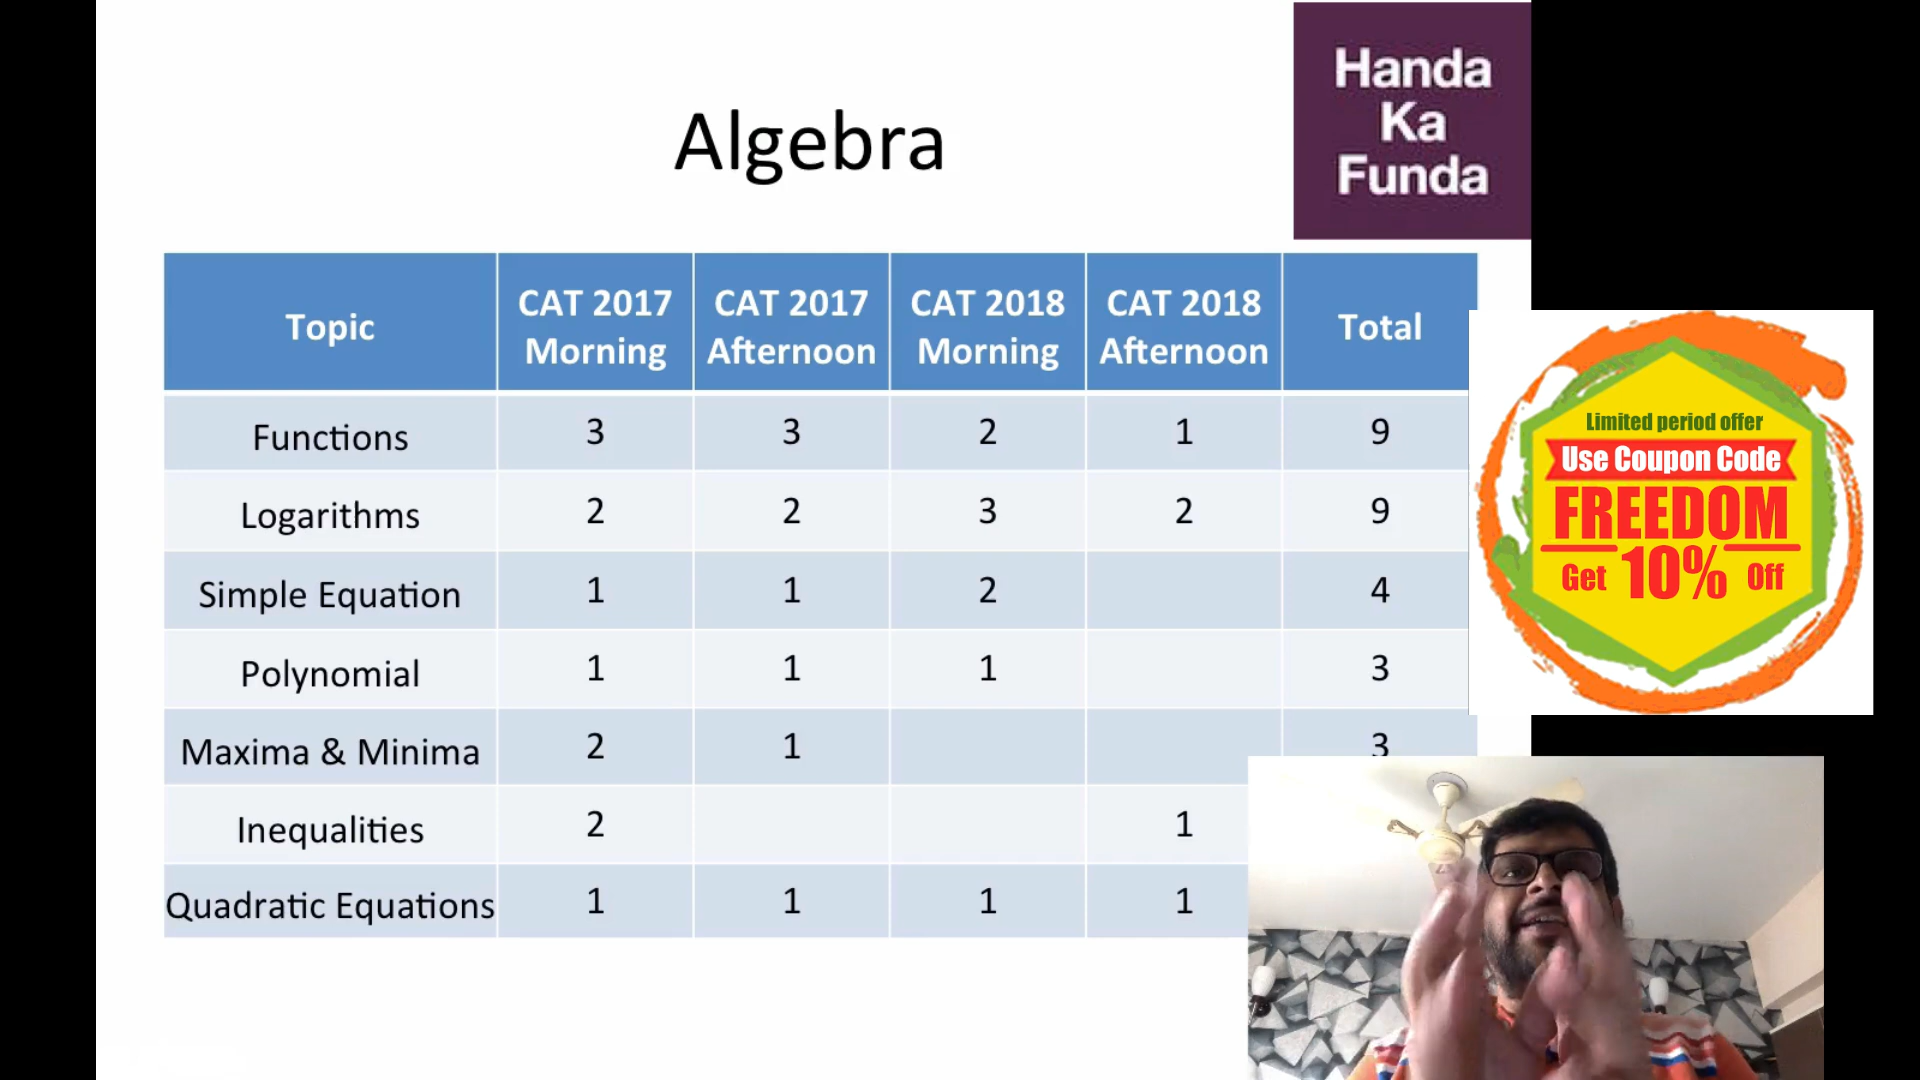 Handa
Ka
Funda
Algebra
Topic CAT 2017 Morning CAT 2017 Afternoon CAT 2018 Morning CAT 2018 Afternoon Total
Functions 3 3 2 1 9
Logarithms 2 2 3 2 9
Simple Equation 1 1 2 4
Polynomial 1 1 1 3
Maxima & Minima 2 1 3
Inequalities 2 1
Quadratic Equations 1 1 1 1
Limited period offer
Use Coupon Code
FREEDOM
Get 10% Off